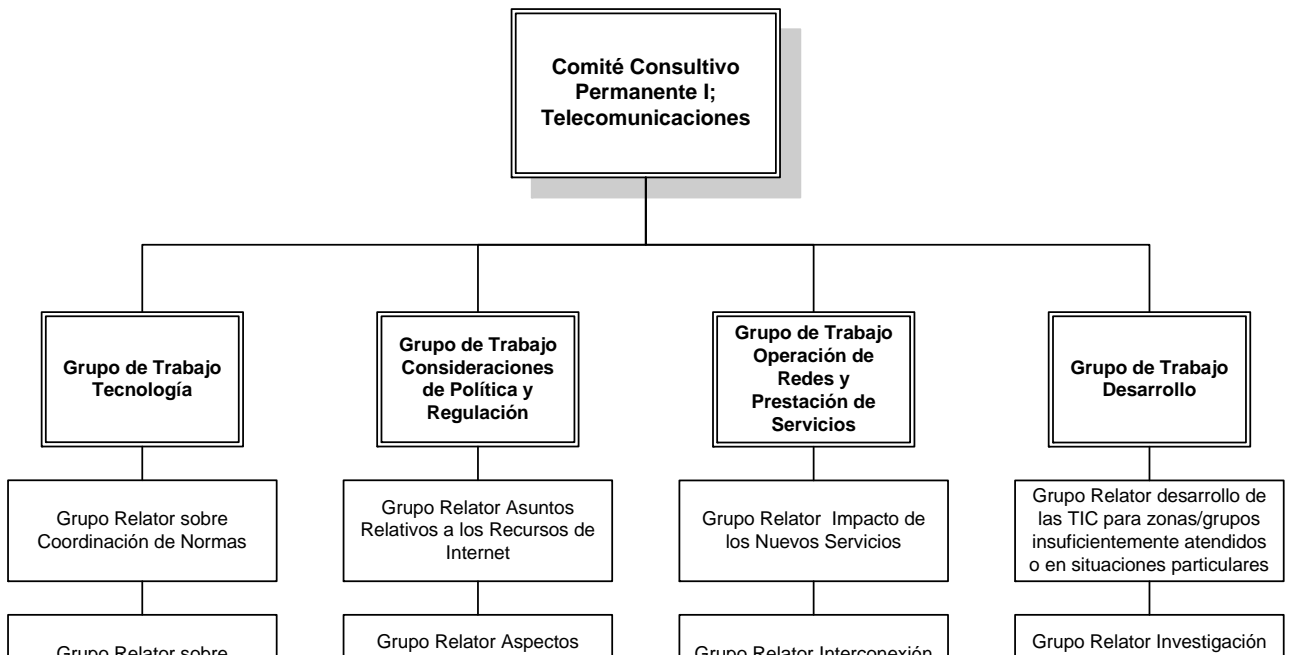 Comité Consultivo
Permanente I;
Telecomunicaciones
Grupo de Trabajo
Tecnología
Grupo de Trabajo
Consideraciones
de Política y
Regulación
Grupo de Trabajo
Operación de
Redes y
Prestación de
Servicios
Grupo de Trabajo
Desarrollo
Grupo Relator sobre
Coordinación de Normas
Grupo Relator Asuntos
Relativos a los Recursos de
Internet
Grupo Relator Impacto de
los Nuevos Servicios
Grupo Relator desarrollo de
las TIC para zonas/grupos
insuficientemente atendidos
o en situaciones particulares
Grupo Relator sobre
Grupo Relator Aspectos
Grupo Relator Interconexión
Grupo Relator Investigación